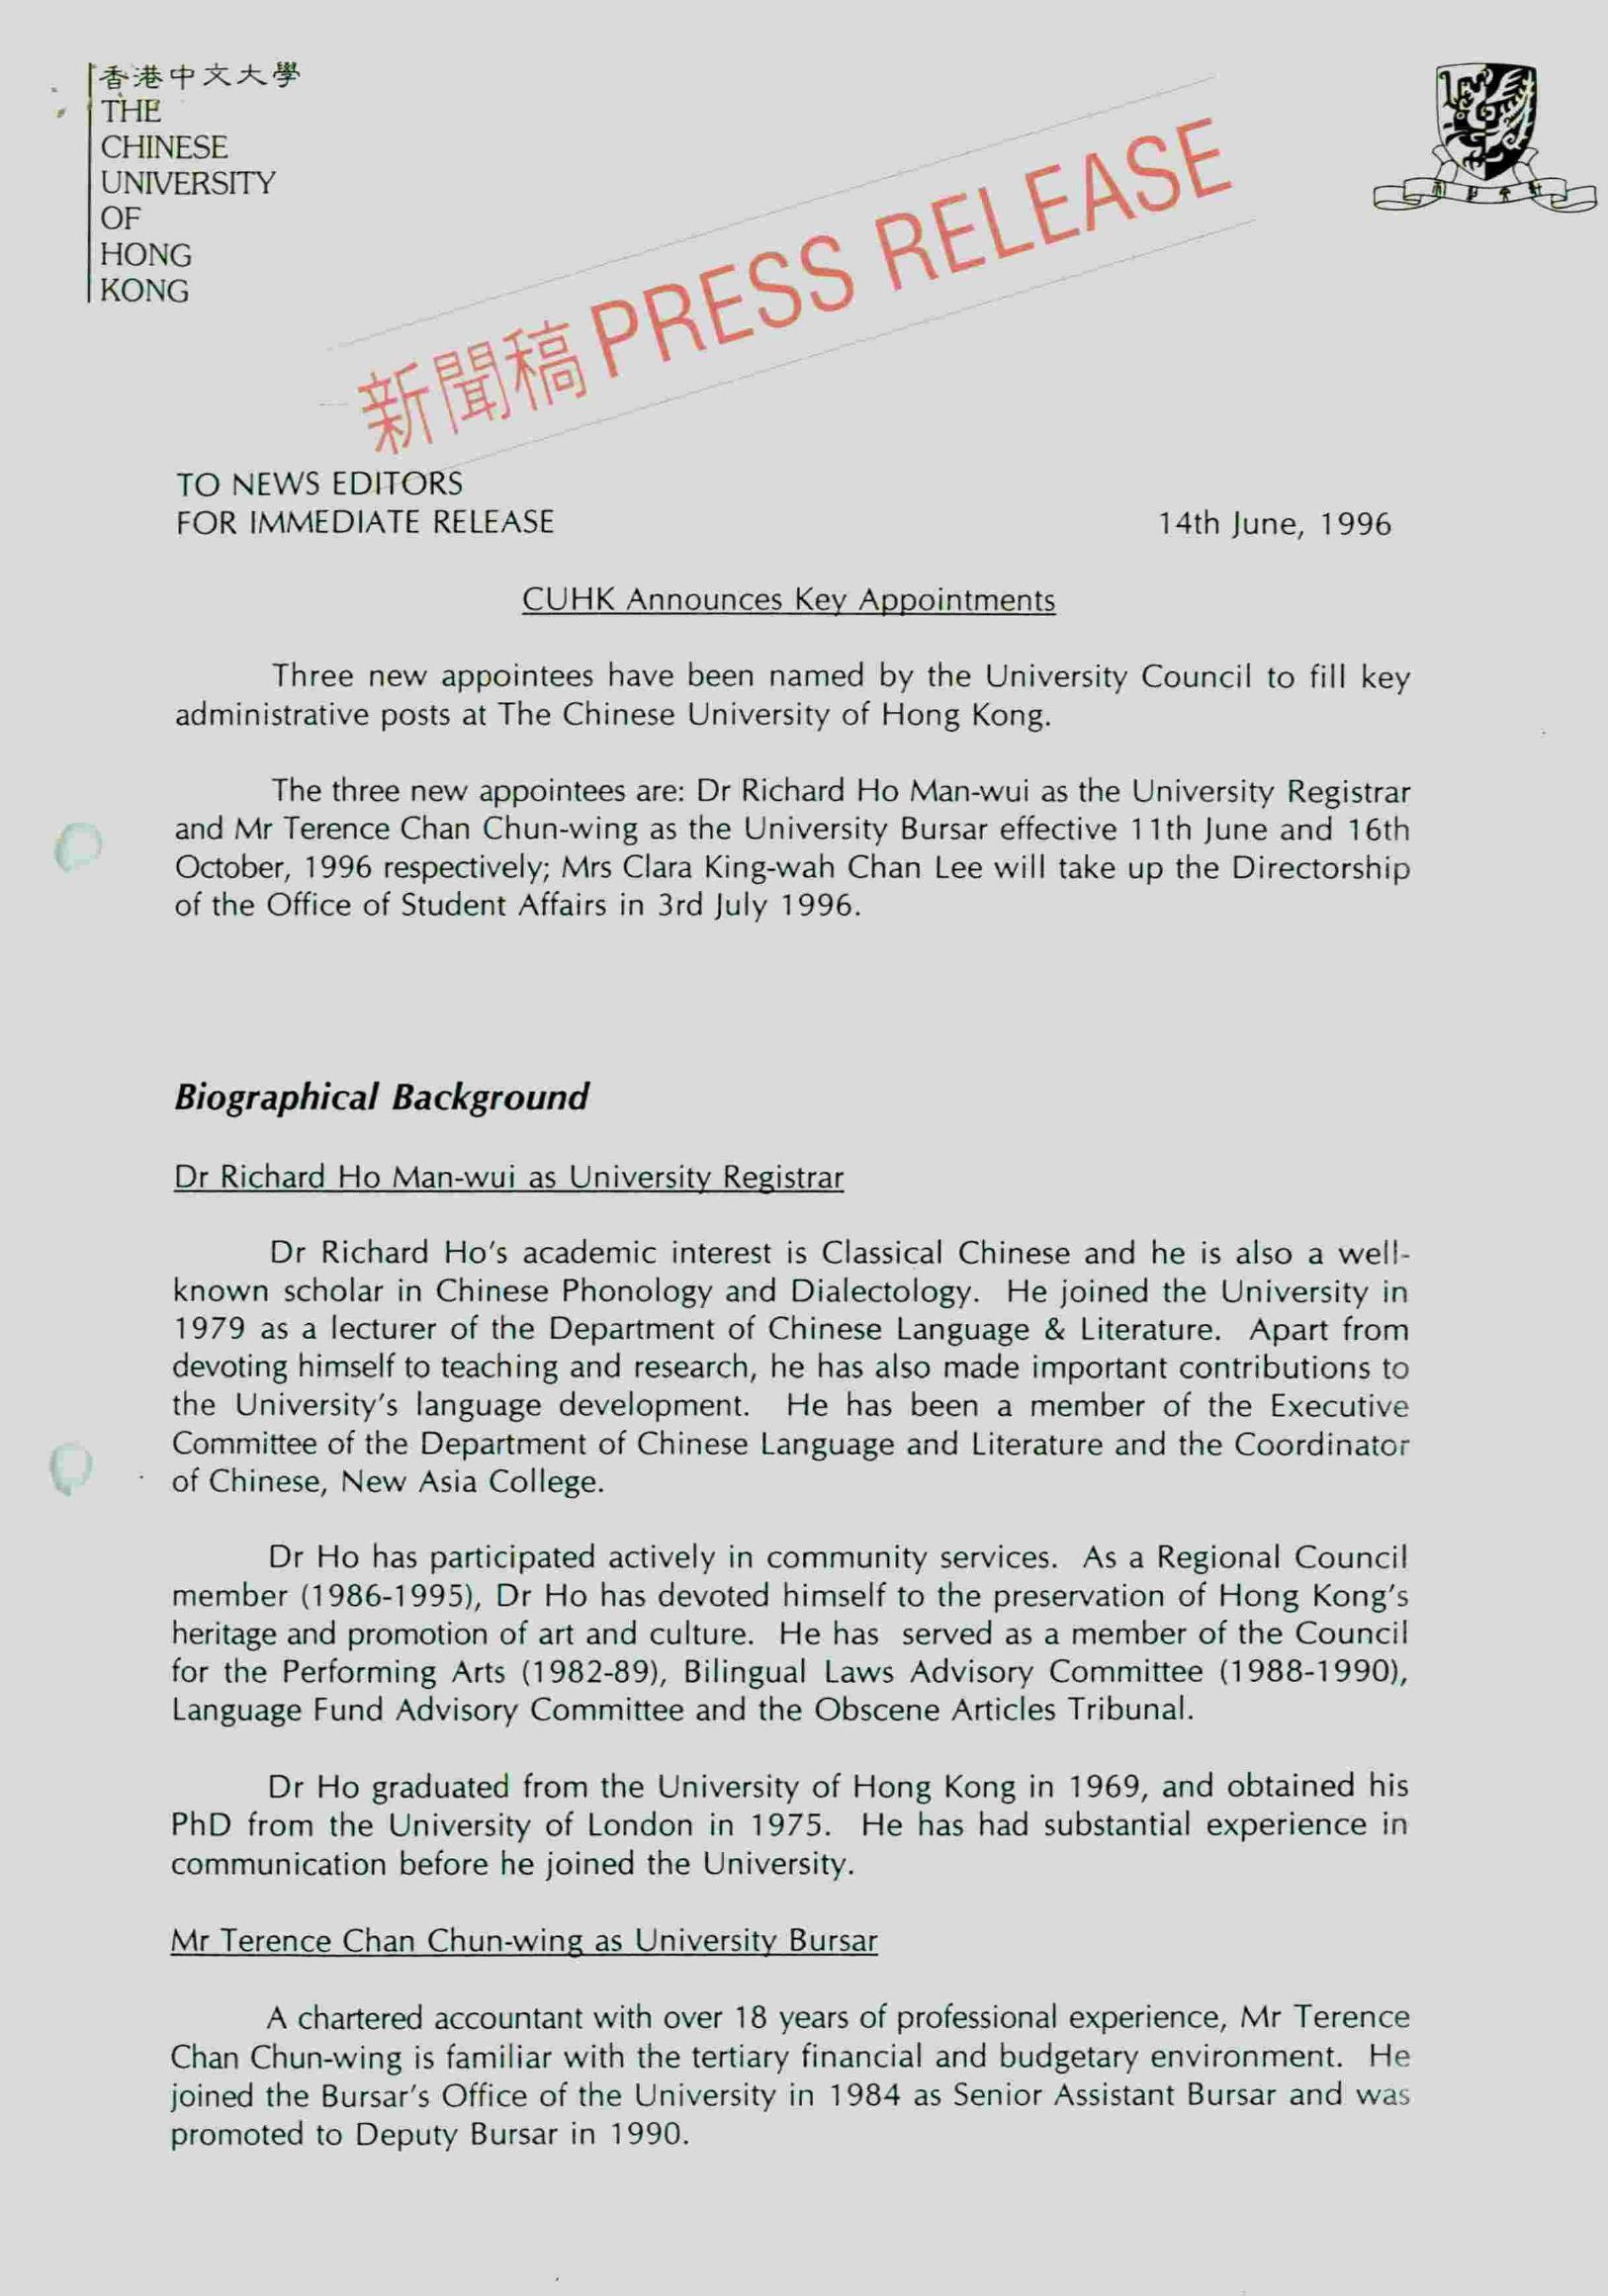 香港中文大學
THE
CHINESE
UNIVERSITY
OF
HONG
KONG
新聞稿 PRESS RELEASE
TO NEWS EDITORS
FOR IMMEDIATE RELEASE 14th June, 1996
CUHK Announces Key Appointments
Three new appointees have been named by the University Council to fill key
administrative posts at The Chinese University of Hong Kong.
The three new appointees are: Dr Richard Ho Man-wui as the University Registrar
and Mr Terence Chan Chun-wing as the University Bursar effective 11th June and 16th
October, 1996 respectively; Mrs Clara King-wah Chan Lee will take up the Directorship
of the Office of Student Affairs in 3rd July 1996.
Biographical Background
Dr Richard Ho Man-wui as University Registrar
Dr Richard Ho's academic interest is Classical Chinese and he is also a well-
known scholar in Chinese Phonology and Dialectology. He joined the University in
1979 as a lecturer of the Department of Chinese Language & Literature. Apart from
devoting himself to teaching and research, he has also made important contributions to
the University's language development. He has been a member of the Executive
Committee of the Department of Chinese Language and Literature and the Coordinator
of Chinese, New Asia College.
Dr Ho has participated actively in community services. As a Regional Council
member (1986-1995), Dr Ho has devoted himself to the preservation of Hong Kong's
heritage and promotion of art and culture. He has served as a member of the Council
for the Performing Arts (1982-89), Bilingual Laws Advisory Committee (1988-1990),
Language Fund Advisory Committee and the Obscene Articles Tribunal.
Dr Ho graduated from the University of Hong Kong in 1969, and obtained his
PhD from the University of London in 1975. He has had substantial experience in
communication before he joined the University.
Mr Terence Chan Chun-wing as University Bursar
A chartered accountant with over 18 years of professional experience, Mr Terence
Chan Chun-wing is familiar with the tertiary financial and budgetary environment. He
joined the Bursar's Office of the University in 1984 as Senior Assistant Bursar and was
promoted to Deputy Bursar in 1990.